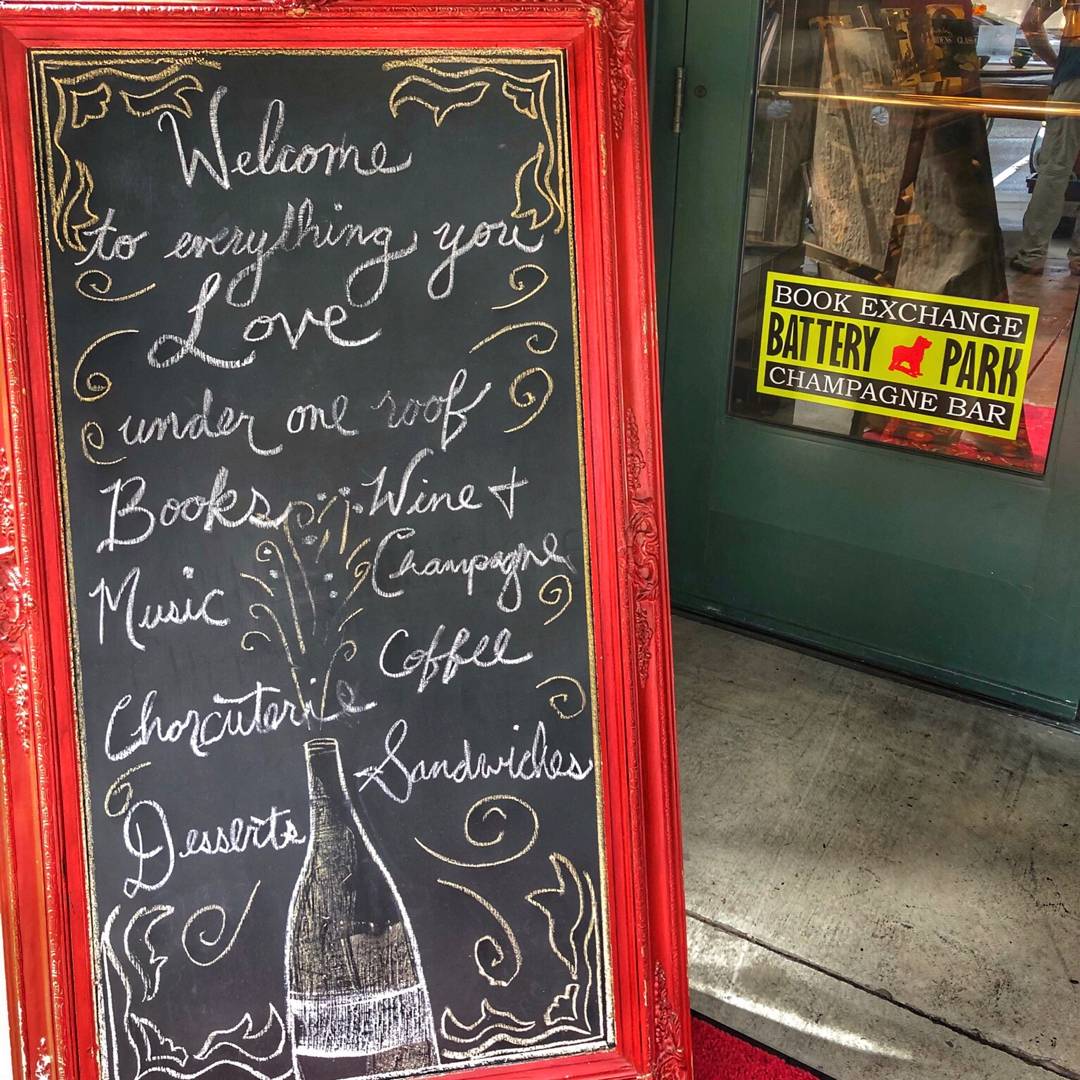 Welcome
to everything you
Love
under one roof
Books
Music
Charcuterie
Desserts
Wine +
Champagne
Coffee
Sandwiches
BOOK EXCHANGE
BATTERY PARK
CHAMPAGNE BAR